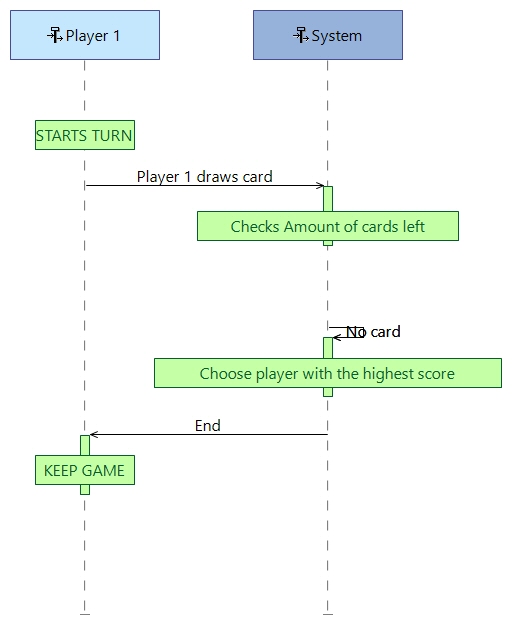 Player 1
System
STARTS TURN
Player 1 draws card
Checks Amount of cards left
No card
Choose player with the highest score
End
KEEP GAME